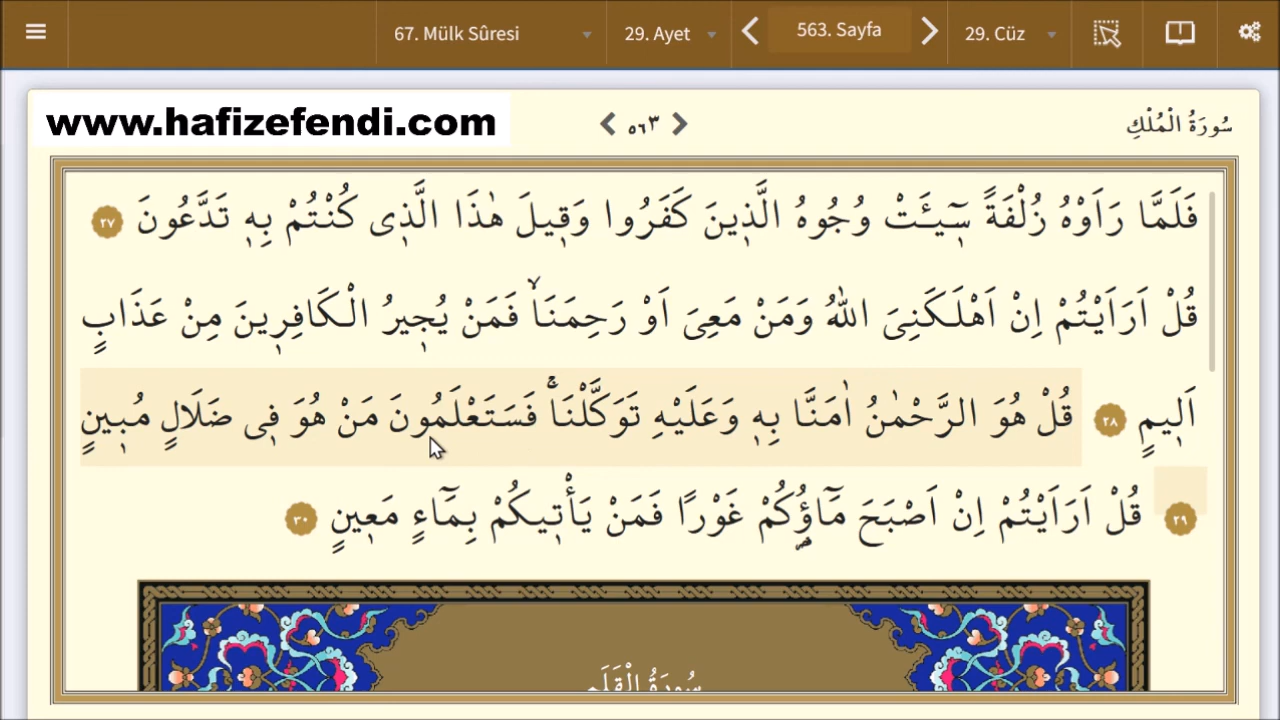 67. Mülk Sûresi 29. Ayet 563. Sayfa 29. Cüz
www.hafizefendi.com ٥٦٣ سُورَةُ الْمُلْكِ
فَلَمَّا رَاَوْهُ زُلْفَةً سٓيـَٔتْ وُجُوهُ الَّذ۪ينَ كَفَرُوا وَق۪يلَ هٰذَا الَّذ۪ى كُنْتُمْ بِه۪ تَدَّعُونَ ٢٧
قُلْ اَرَاَيْتُمْ اِنْ اَهْلَكَنِىَ اللّٰهُ وَمَنْ مَعِىَ اَوْ رَحِمَنَاۙ فَمَنْ يُج۪يرُ الْكَافِر۪ينَ مِنْ عَذَابٍ
اَل۪يمٍ ٢٨ قُلْ هُوَ الرَّحْمٰنُ اٰمَنَّا بِه۪ وَعَلَيْهِ تَوَكَّلْنَاۚ فَسَتَعْلَمُونَ مَنْ هُوَ ف۪ى ضَلَالٍ مُب۪ينٍ
٢٩ قُلْ اَرَاَيْتُمْ اِنْ اَصْبَحَ مَٓاؤُ۬كُمْ غَوْرًا فَمَنْ يَأْت۪يكُمْ بِمَٓاءٍ مَع۪ينٍ ٣٠
سُورَةُ الْقَلَمِ